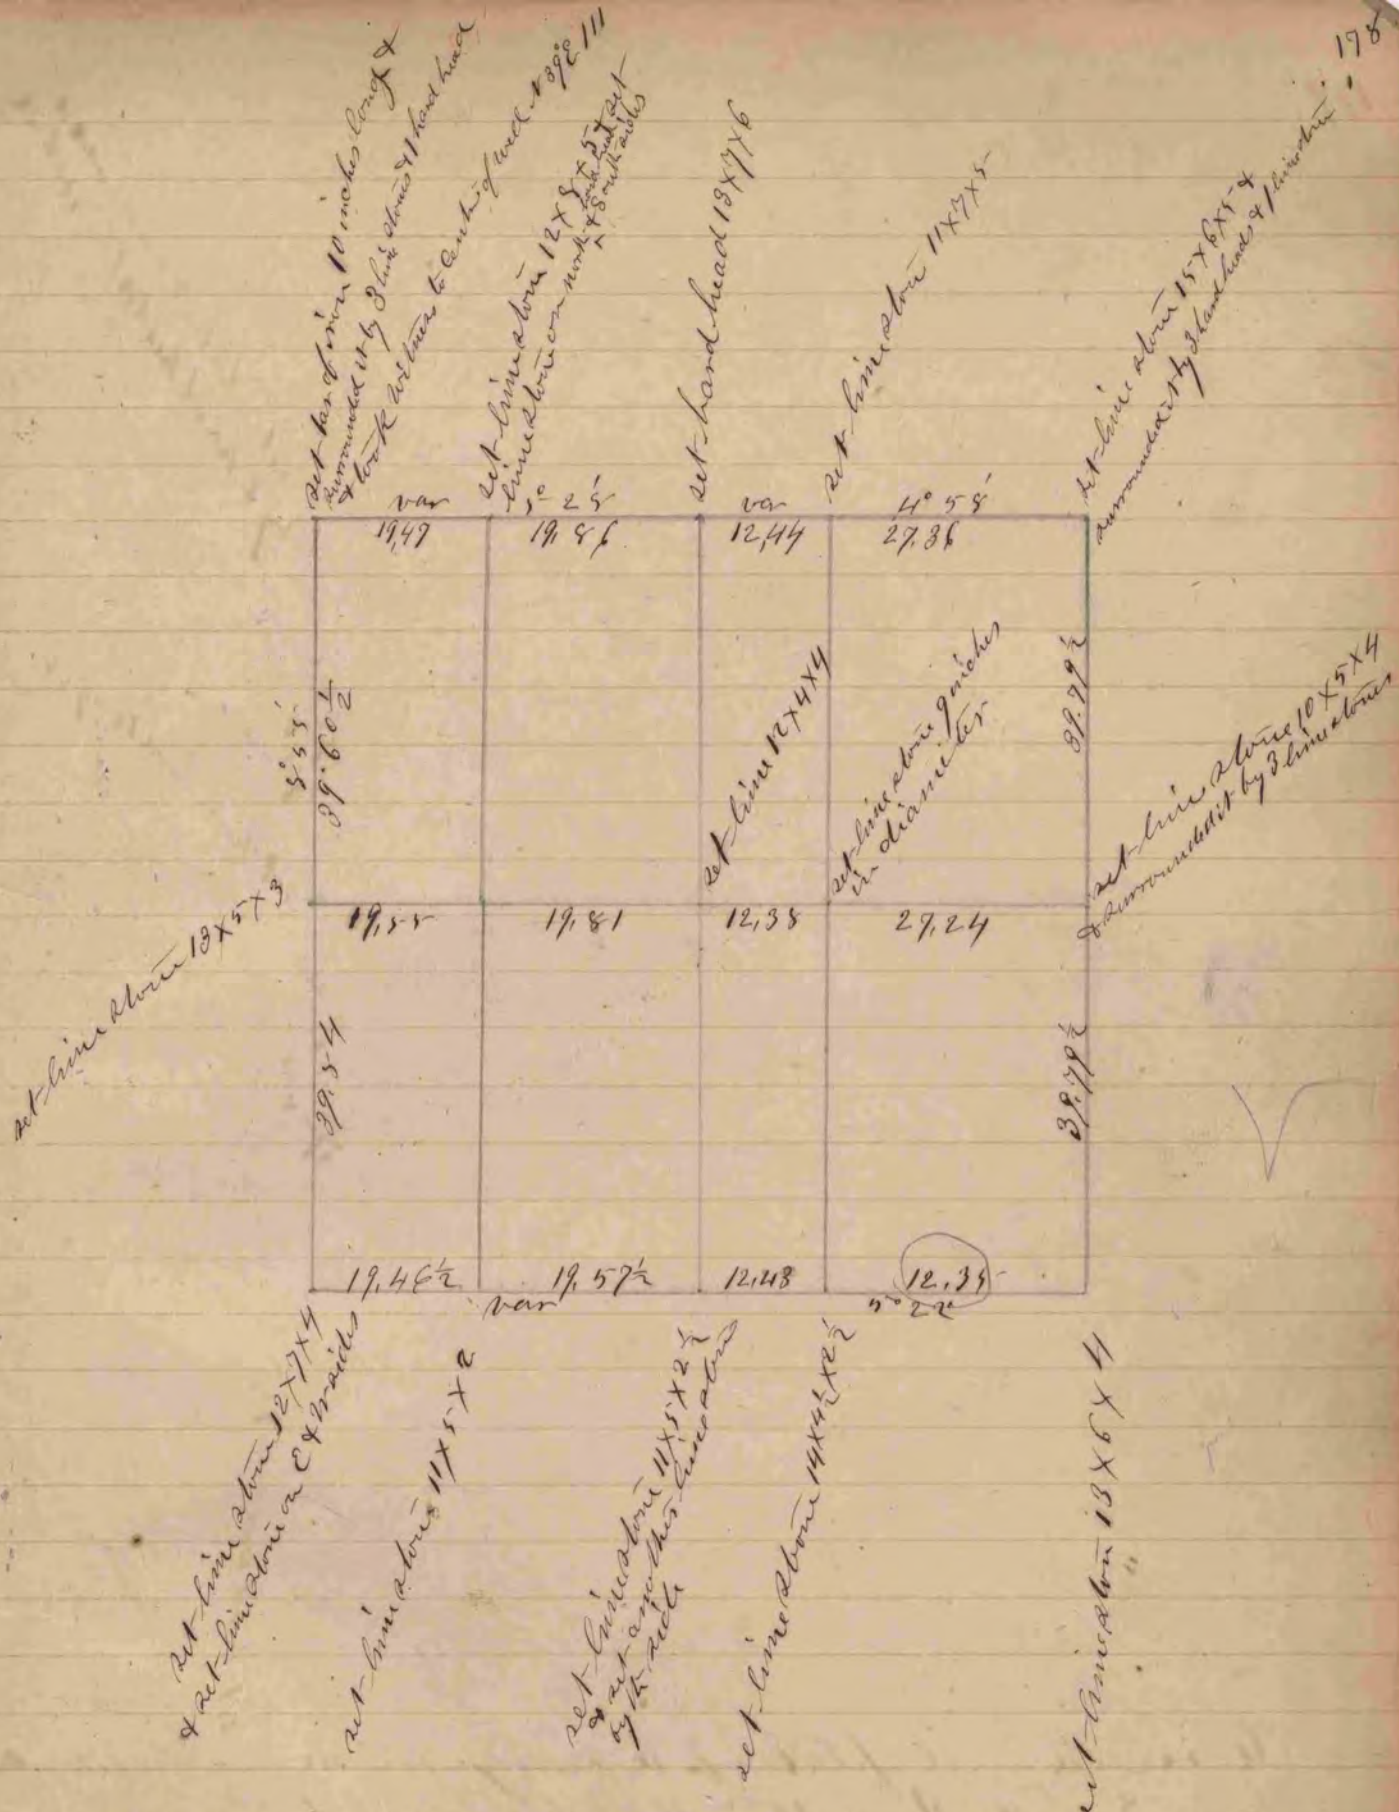 178
set bar of iron 10 inches long &
surrounded it by 3 lime stones & 1 hard head
& took witness to centre of N 39° E 111
set lime stone 12 x 8 x 5 & set
lime stone on north & South sides
set hard head 13 x 7 x 6
set lime stone 11 x 7 x 5
set lime stone 15 x 6 x 5 &
surrounded it by 3 hard heads & 1 lime stone
var
5° 25'
var
4° 55'
19,47
19,86
12,44
27,36
5° 55'
39.60 1/2
39.79 1/2
set lime 12 x 4 x 4
set lime stone 9 inches
in diameter
set lime stone 10 x 5 x 4
& surrounded it by 3 lime stones
set lime stone 13 x 5 x 3
19,55
19,81
12,38
27,24
39.54
39.79 1/2
19,46 1/2
19,57 1/2
12,48
12.35
var
5° 22'
set lime stone 12 x 7 x 4
& set lime stone on E & W sides
set lime stone 11 x 5 x 2
set lime stone 11 x 5 x 2 1/2
& set another lime stone
by the side
set lime stone 14 x 4 1/2 x 2 1/2
set lime stone 13 x 6 x 4